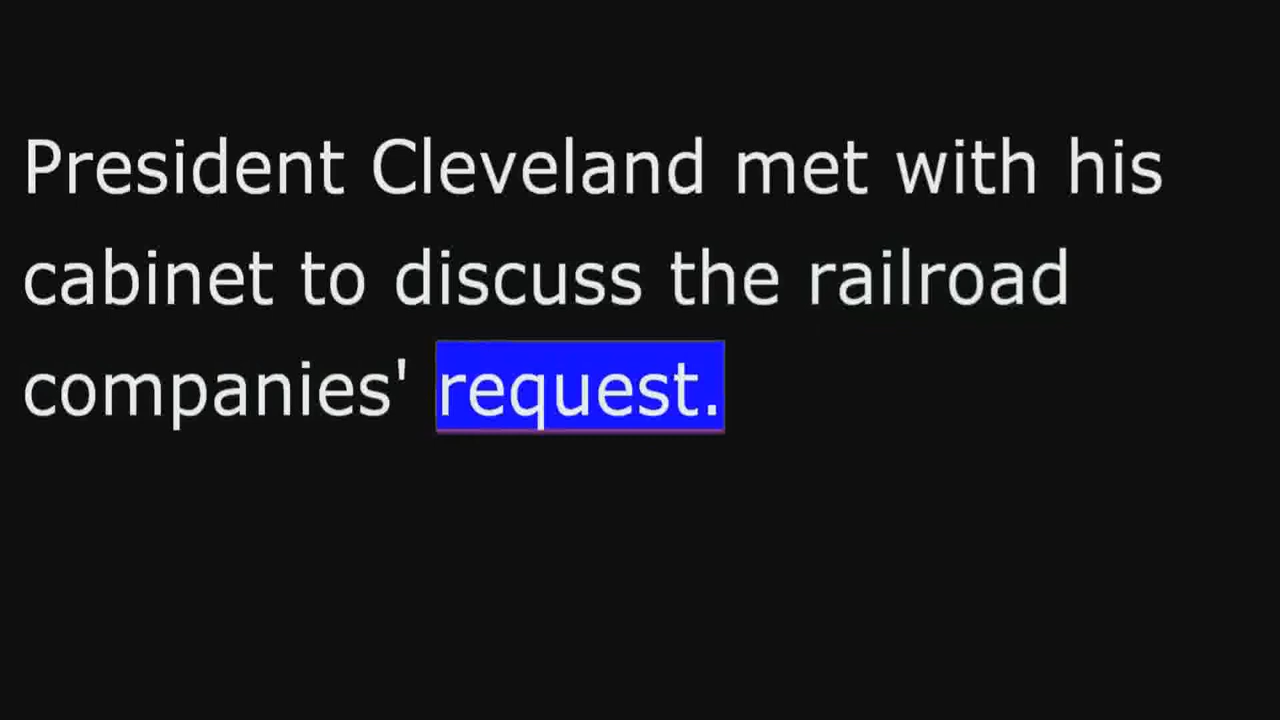 President Cleveland met with his
cabinet to discuss the railroad
companies' request.